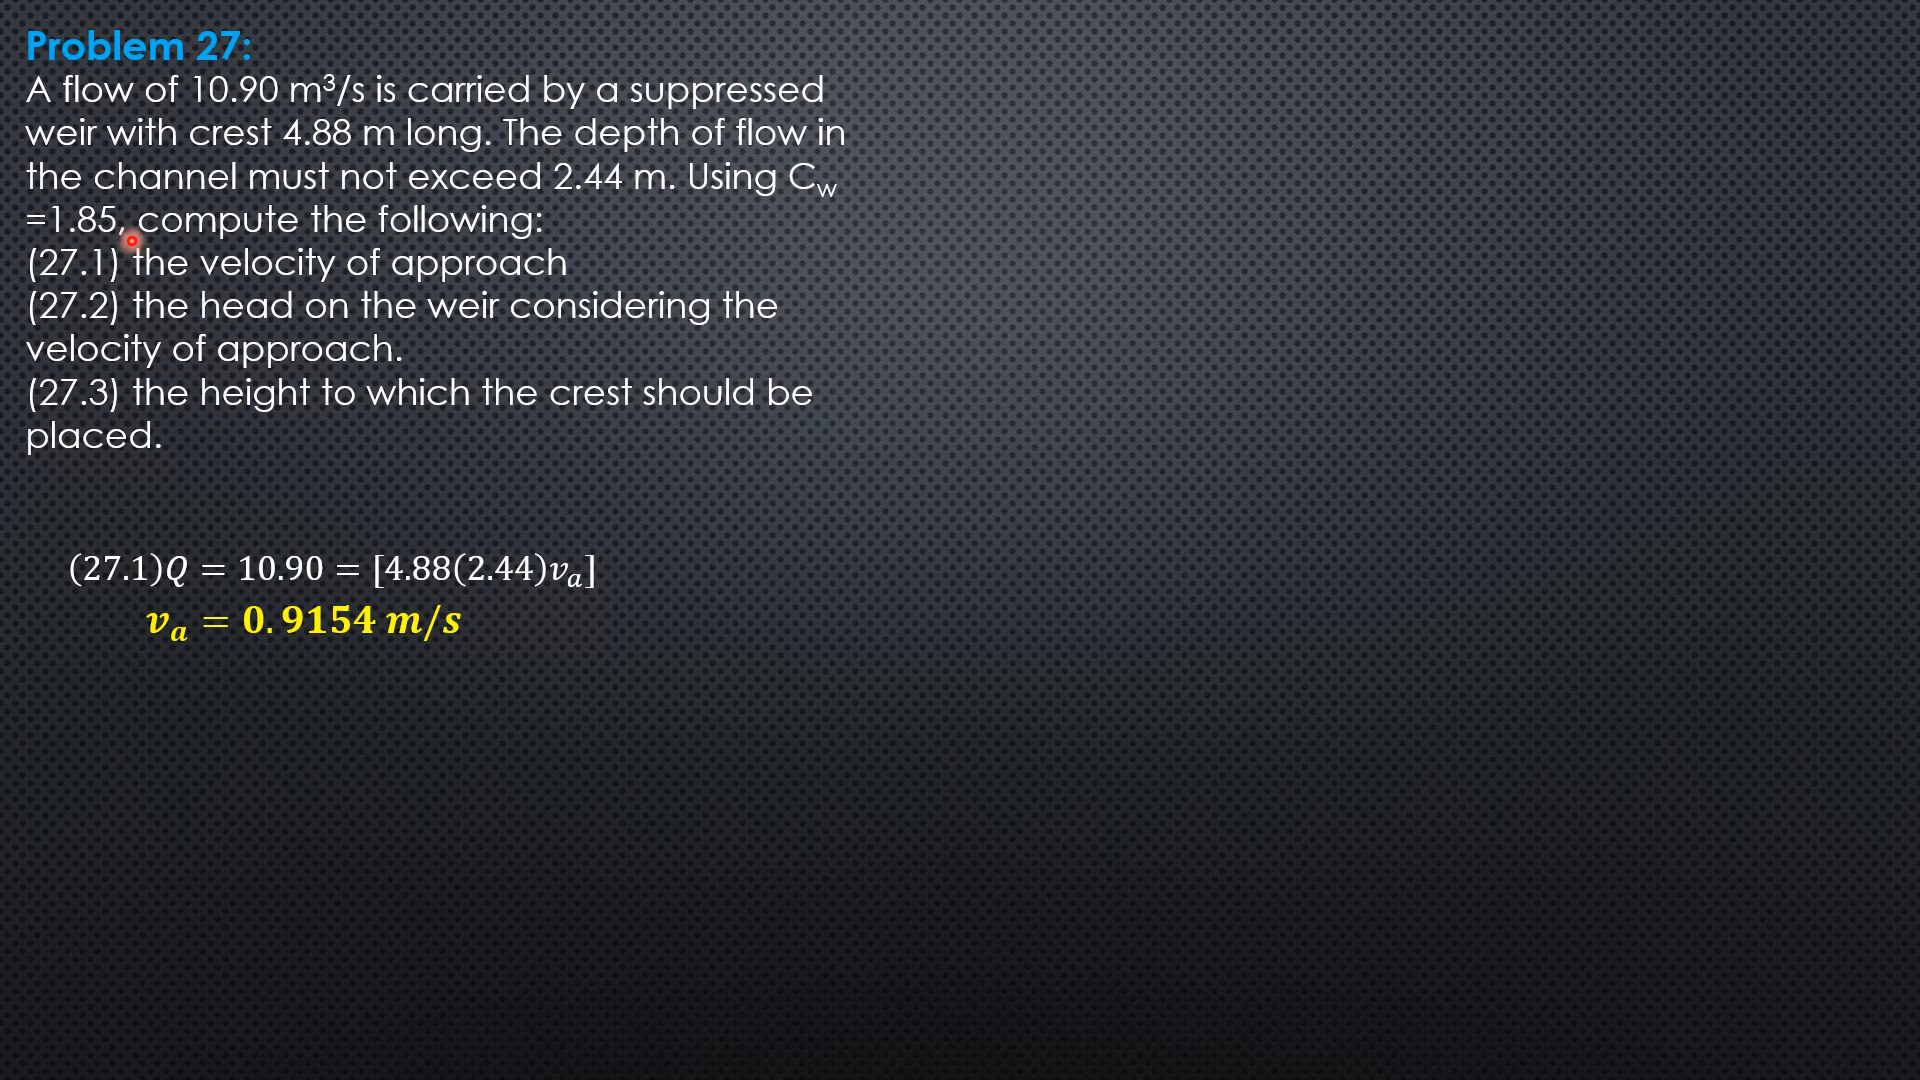 Problem 27:
A flow of 10.90 m³/s is carried by a suppressed
weir with crest 4.88 m long. The depth of flow in
the channel must not exceed 2.44 m. Using C_w
=1.85, compute the following:
(27.1) the velocity of approach
(27.2) the head on the weir considering the
velocity of approach.
(27.3) the height to which the crest should be
placed.
(27.1)Q = 10.90 = [4.88(2.44)v_a]
v_a = 0.9154 m/s